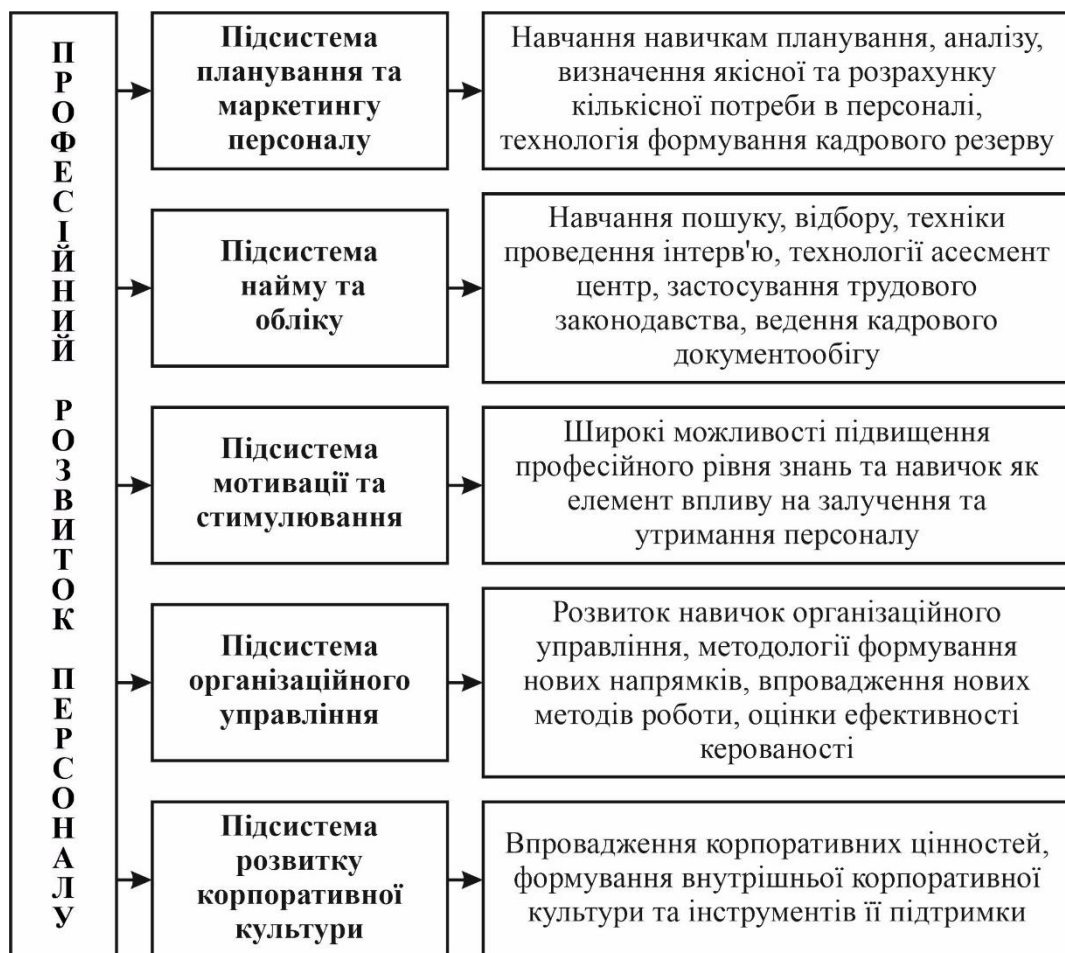 ПРОФЕСІЙНИЙ РОЗВИТОК ПЕРСОНАЛУ
Підсистема
планування та
маркетингу
персоналу
Навчання навичкам планування, аналізу,
визначення якісної та розрахунку
кількісної потреби в персоналі,
технологія формування кадрового резерву
Підсистема
найму та
обліку
Навчання пошуку, відбору, техніки
проведення інтерв'ю, технології асесмент
центр, застосування трудового
законодавства, ведення кадрового
документообігу
Підсистема
мотивації та
стимулювання
Широкі можливості підвищення
професійного рівня знань та навичок як
елемент впливу на залучення та
утримання персоналу
Підсистема
організаційного
управління
Розвиток навичок організаційного
управління, методології формування
нових напрямків, впровадження нових
методів роботи, оцінки ефективності
керованості
Підсистема
розвитку
корпоративної
культури
Впровадження корпоративних цінностей,
формування внутрішньої корпоративної
культури та інструментів її підтримки